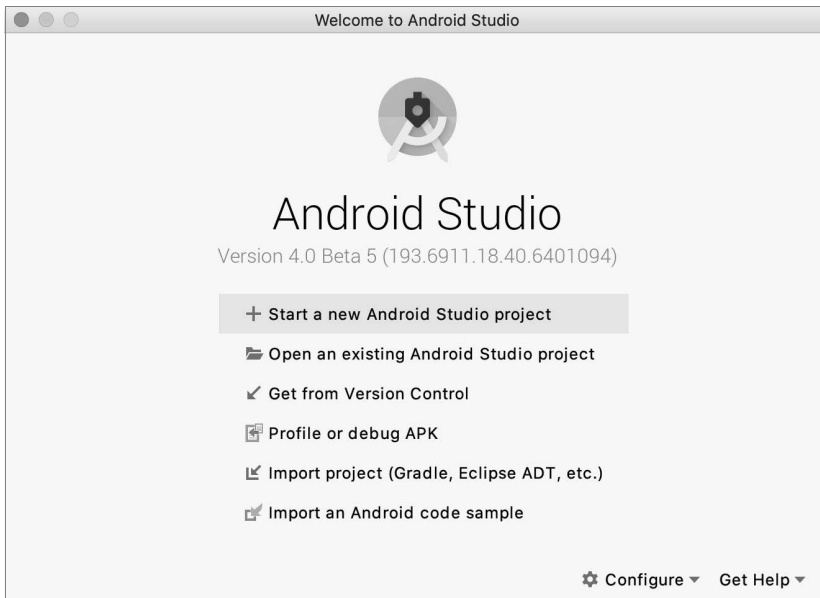 Welcome to Android Studio
Android Studio
Version 4.0 Beta 5 (193.6911.18.40.6401094)
Start a new Android Studio project
Open an existing Android Studio project
Get from Version Control
Profile or debug APK
Import project (Gradle, Eclipse ADT, etc.)
Import an Android code sample
Configure Get Help